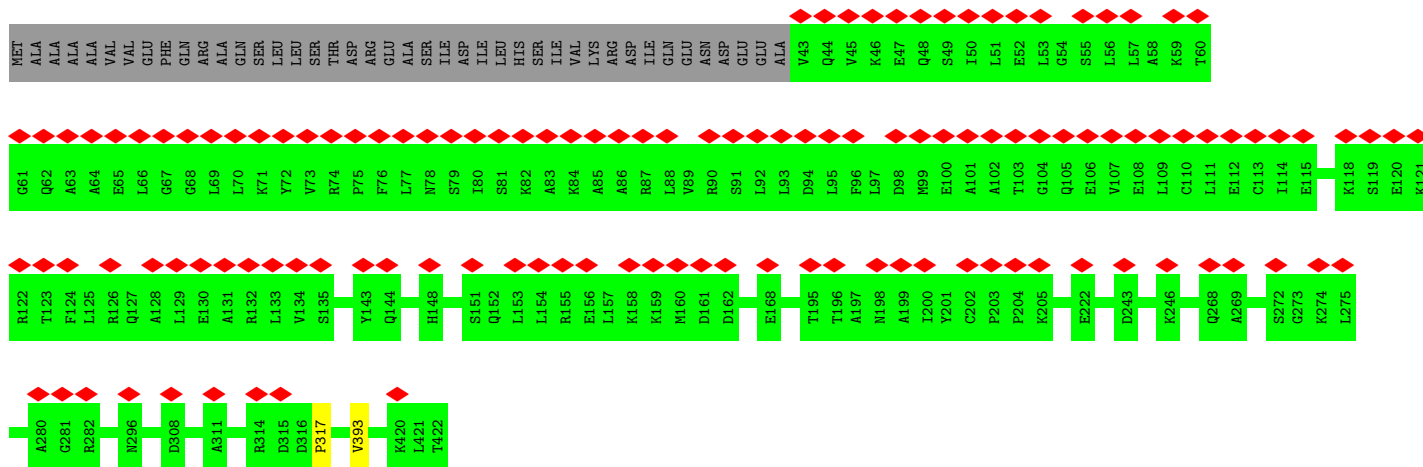 MET ALA ALA ALA ALA VAL VAL GLU PHE GLN ARG ALA GLN SER LEU LEU SER THR ASP ARG GLU ALA SER ILE ASP ILE LEU HIS SER ILE VAL LYS ARG ASP ILE GLN GLU ASN ASP GLU GLU ALA V43 Q44 V45 K46 E47 Q48 S49 I50 L51 E52 L53 G54 S55 L56 L57 A58 K59 T60
G61 Q62 A63 A64 E65 L66 G67 G68 L69 L70 K71 Y72 V73 R74 P75 F76 L77 N78 S79 I80 S81 K82 A83 K84 A85 A86 R87 L88 V89 R90 S91 L92 L93 D94 L95 F96 L97 D98 M99 E100 A101 A102 T103 G104 Q105 E106 V107 E108 L109 C110 L111 E112 C113 I114 E115 K118 S119 E120 K121
R122 T123 F124 L125 R126 Q127 A128 L129 E130 A131 R132 L133 V134 S135 Y143 Q144 H148 S151 Q152 L153 L154 R155 E156 L157 K158 K159 M160 D161 D162 E168 T195 T196 A197 N198 A199 I200 Y201 C202 P203 P204 K205 E222 D243 K246 Q268 A269 S272 G273 K274 L275
A280 G281 R282 N296 D308 A311 R314 D315 D316 P317 V393 K420 L421 T422